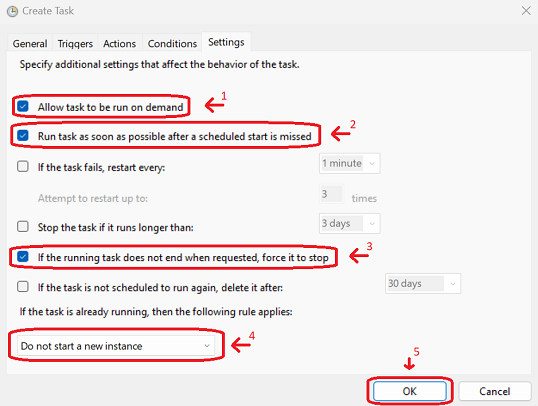 Create Task
General Triggers Actions Conditions Settings
Specify additional settings that affect the behavior of the task.
Allow task to be run on demand 1
Run task as soon as possible after a scheduled start is missed 2
If the task fails, restart every: 1 minute
Attempt to restart up to: 3 times
Stop the task if it runs longer than: 3 days
If the running task does not end when requested, force it to stop 3
If the task is not scheduled to run again, delete it after: 30 days
If the task is already running, then the following rule applies:
Do not start a new instance 4
5
OK Cancel